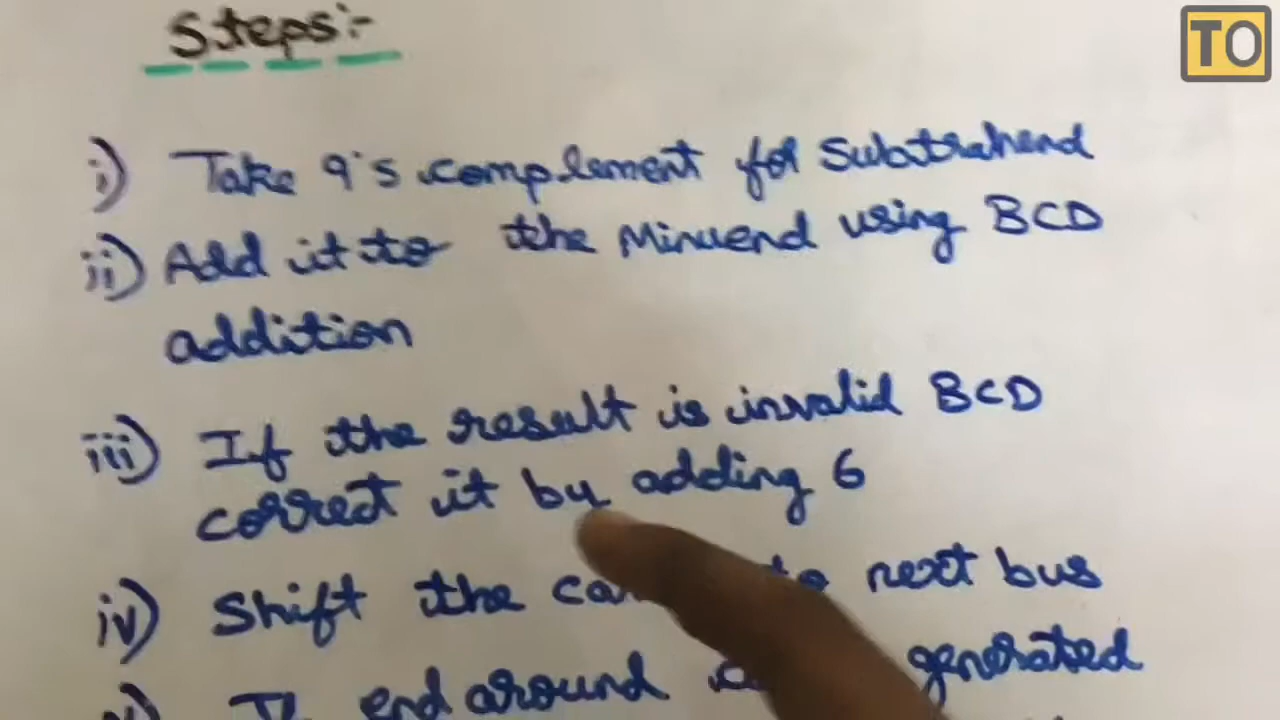 TO
Steps:-
i) Take 9's complement for Subtrahend
ii) Add it to the Minuend using BCD
addition
iii) If the result is invalid BCD
correct it by adding 6
iv) Shift the next bus
v) end around generated